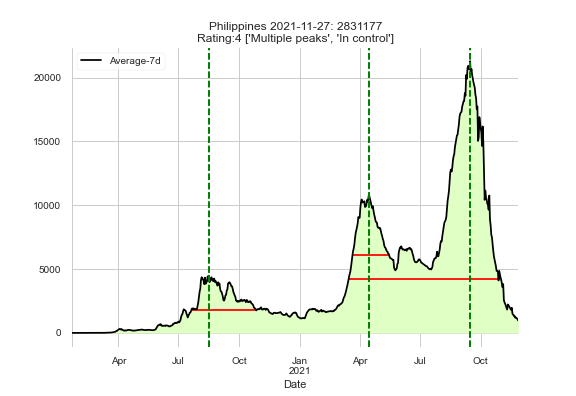 Philippines 2021-11-27: 2831177
Rating:4 ['Multiple peaks', 'In control']
Average-7d
20000
15000
10000
5000
0
Apr Jul Oct Jan Apr Jul Oct
2021
Date